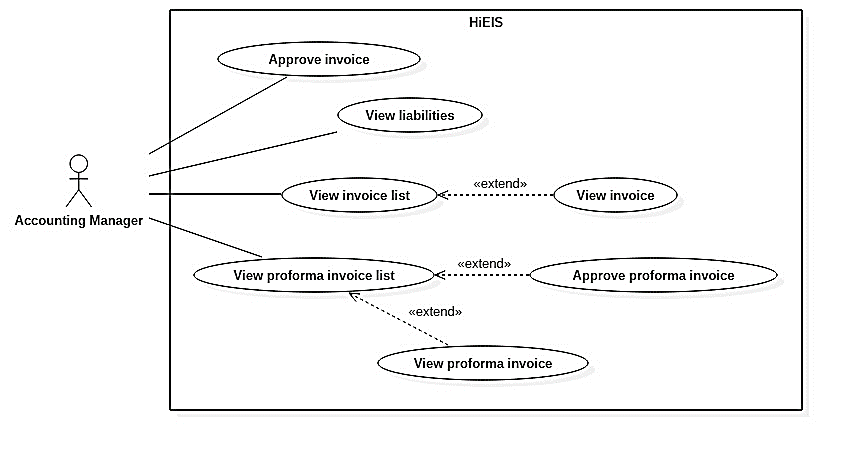 HiEIS
Approve invoice
View liabilities
«extend»
View invoice list
View invoice
Accounting Manager
«extend»
View proforma invoice list
Approve proforma invoice
«extend»
View proforma invoice